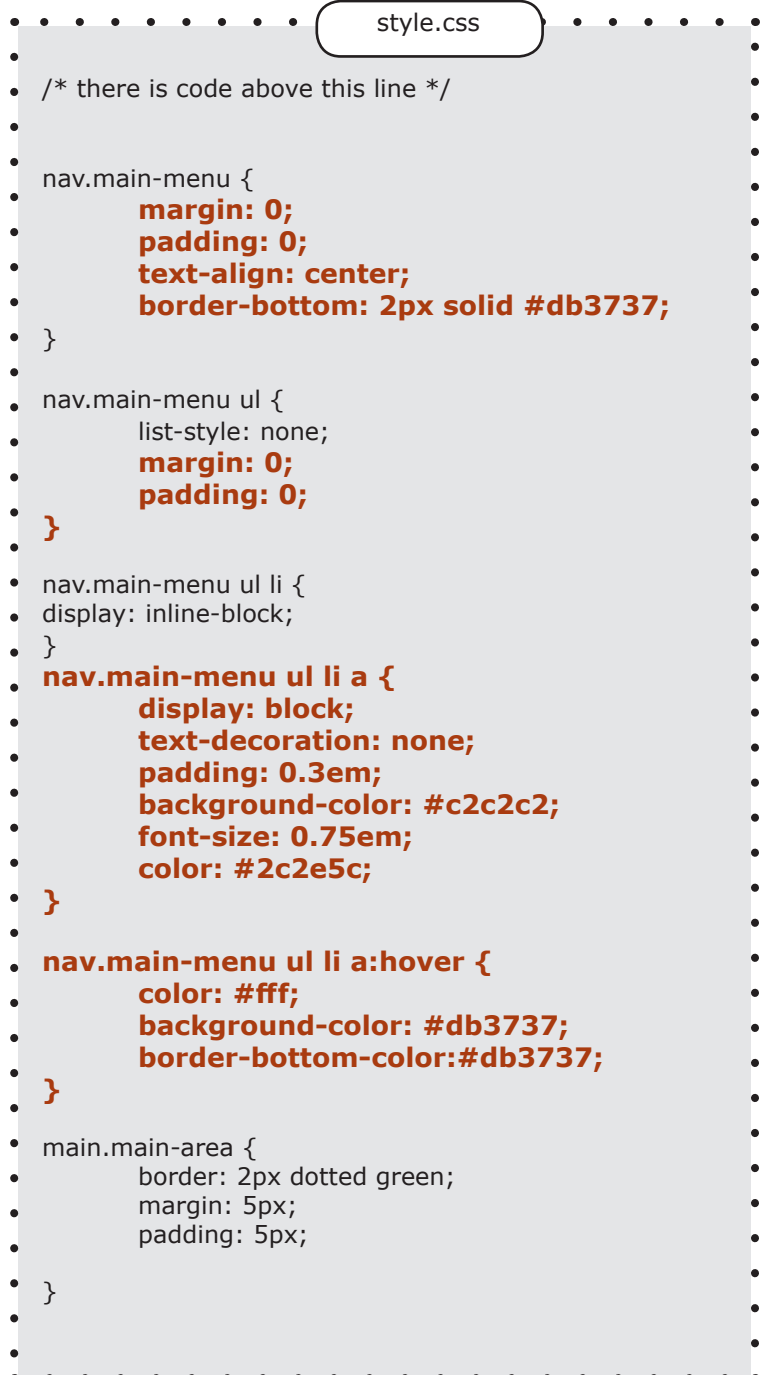 style.css
/* there is code above this line */
nav.main-menu {
margin: 0;
padding: 0;
text-align: center;
border-bottom: 2px solid #db3737;
}
nav.main-menu ul {
list-style: none;
margin: 0;
padding: 0;
}
nav.main-menu ul li {
display: inline-block;
}
nav.main-menu ul li a {
display: block;
text-decoration: none;
padding: 0.3em;
background-color: #c2c2c2;
font-size: 0.75em;
color: #2c2e5c;
}
nav.main-menu ul li a:hover {
color: #fff;
background-color: #db3737;
border-bottom-color:#db3737;
}
main.main-area {
border: 2px dotted green;
margin: 5px;
padding: 5px;
}